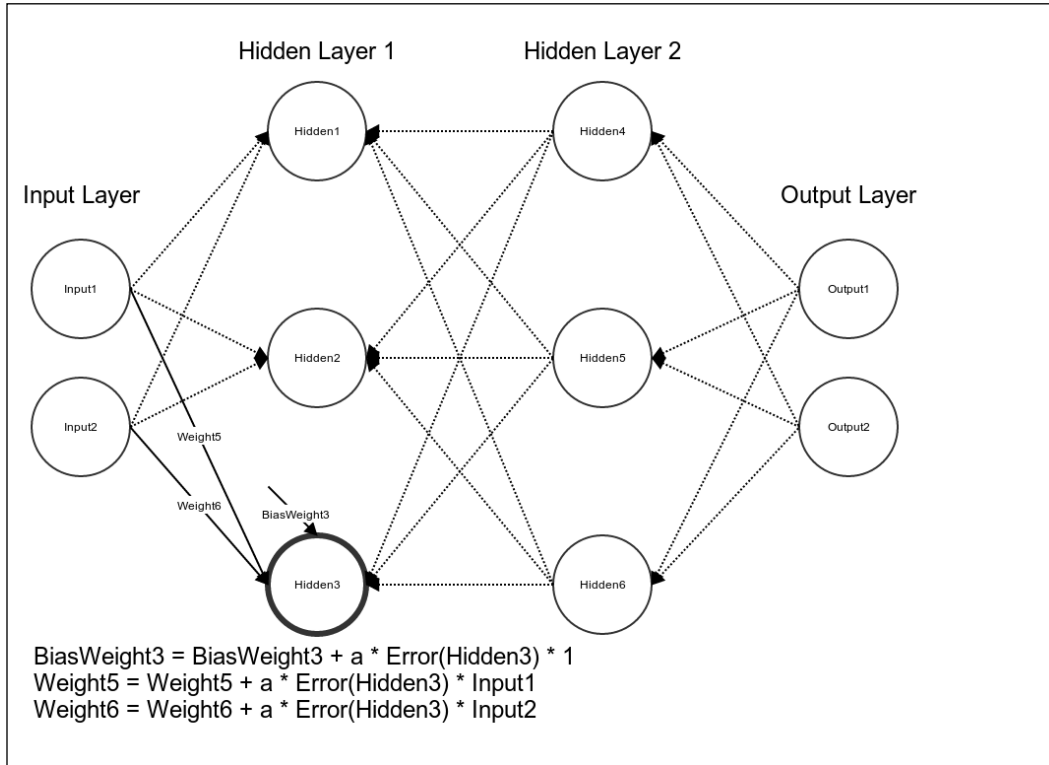 Hidden Layer 1
Hidden Layer 2
Hidden1
Hidden4
Input Layer
Output Layer
Input1
Output1
Hidden2
Hidden5
Input2
Output2
Weight5
Weight6
BiasWeight3
Hidden3
Hidden6
BiasWeight3 = BiasWeight3 + a * Error(Hidden3) * 1
Weight5 = Weight5 + a * Error(Hidden3) * Input1
Weight6 = Weight6 + a * Error(Hidden3) * Input2